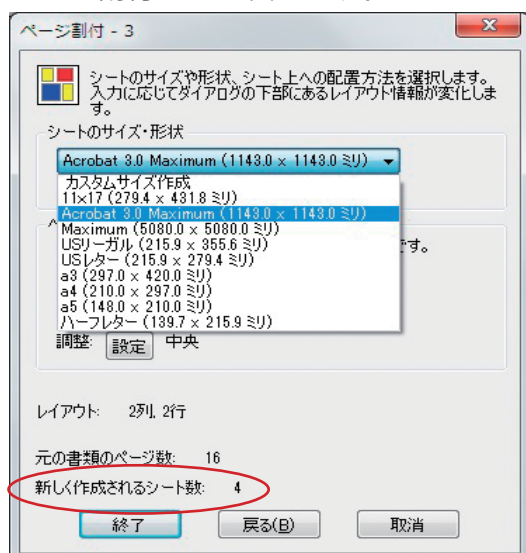 ページ割付 - 3
シートのサイズや形状、シート上への配置方法を選択します。
入力に応じてダイアログの下部にあるレイアウト情報が変化しま
す。
シートのサイズ・形状
Acrobat 3.0 Maximum (1143.0 x 1143.0 ミリ)
カスタムサイズ作成
11x17 (279.4 x 431.8 ミリ)
Acrobat 3.0 Maximum (1143.0 x 1143.0 ミリ)
Maximum (5080.0 x 5080.0 ミリ)
USリーガル (215.9 x 355.6 ミリ)
です。
USレター (215.9 x 279.4 ミリ)
a3 (297.0 x 420.0 ミリ)
a4 (210.0 x 297.0 ミリ)
a5 (148.0 x 210.0 ミリ)
ハーフレター (139.7 x 215.9 ミリ)
調整: 設定 中央
レイアウト: 2列, 2行
元の書類のページ数: 16
新しく作成されるシート数: 4
終了 戻る(B) 取消